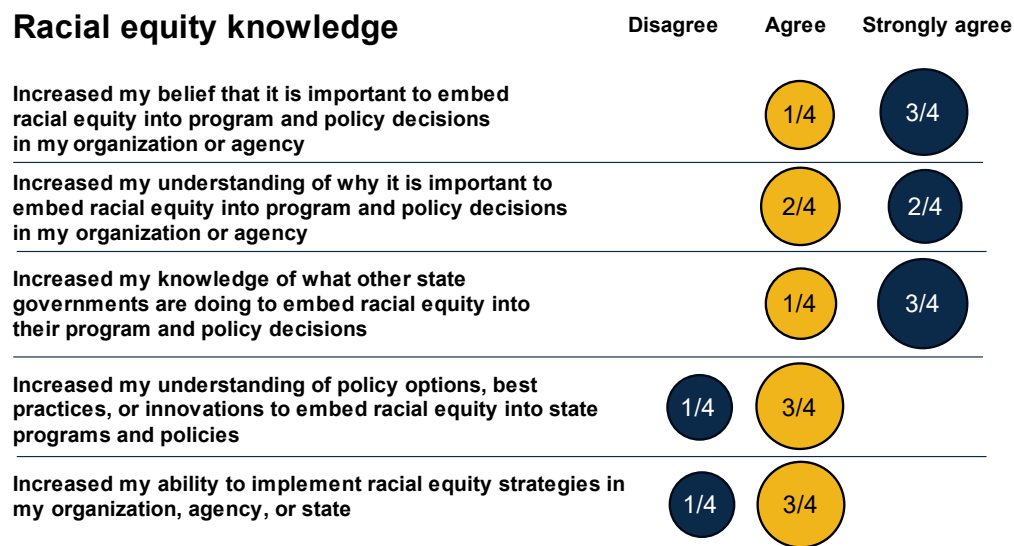 Racial equity knowledge Disagree Agree Strongly agree
Increased my belief that it is important to embed
racial equity into program and policy decisions
in my organization or agency
1/4 3/4
Increased my understanding of why it is important to
embed racial equity into program and policy decisions
in my organization or agency
2/4 2/4
Increased my knowledge of what other state
governments are doing to embed racial equity into
their program and policy decisions
1/4 3/4
Increased my understanding of policy options, best
practices, or innovations to embed racial equity into state
programs and policies
1/4 3/4
Increased my ability to implement racial equity strategies in
my organization, agency, or state
1/4 3/4